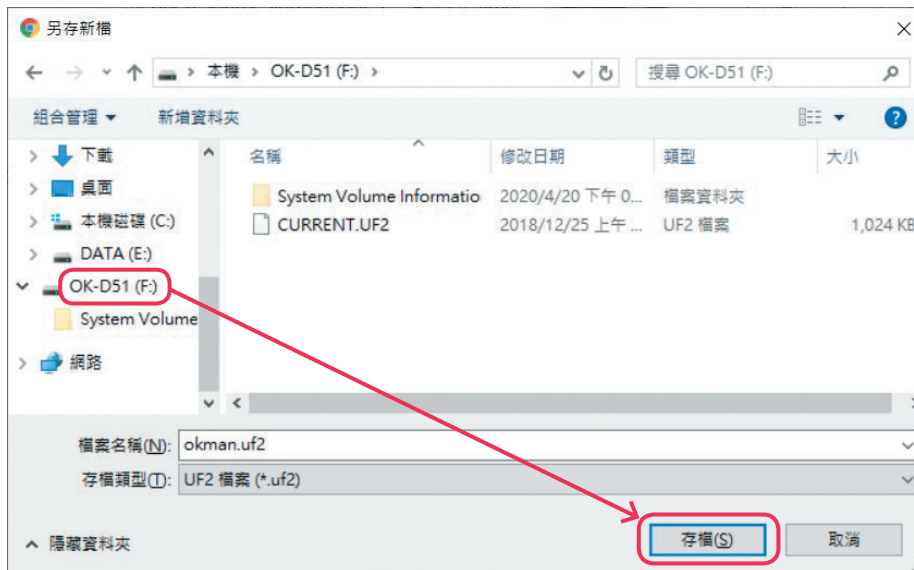 另存新檔
本機 › OK-D51 (F:) ›
搜尋 OK-D51 (F:)
組合管理
新增資料夾
名稱 修改日期 類型 大小
下載
桌面
本機磁碟 (C:)
DATA (E:)
OK-D51 (F:)
System Volume
網路
System Volume Informatio 2020/4/20 下午 0... 檔案資料夾
CURRENT.UF2 2018/12/25 上午 ... UF2 檔案 1,024 KB
檔案名稱(N): okman.uf2
存檔類型(T): UF2 檔案 (*.uf2)
隱藏資料夾
存檔(S) 取消